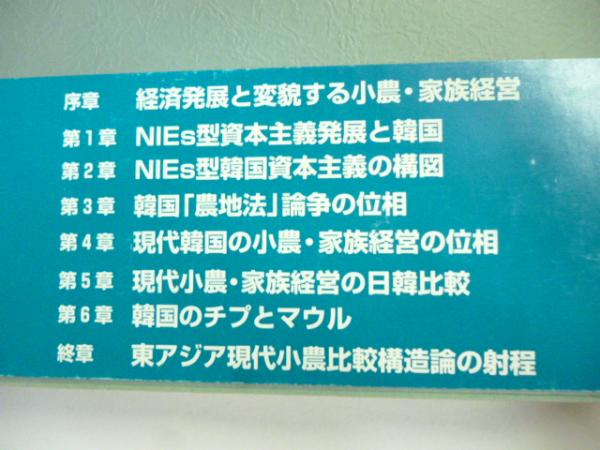 序章 経済発展と変貌する小農・家族経営
第1章 NIEs型資本主義発展と韓国
第2章 NIEs型韓国資本主義の構図
第3章 韓国「農地法」論争の位相
第4章 現代韓国の小農・家族経営の位相
第5章 現代小農・家族経営の日韓比較
第6章 韓国のチプとマウル
終章 東アジア現代小農比較構造論の射程